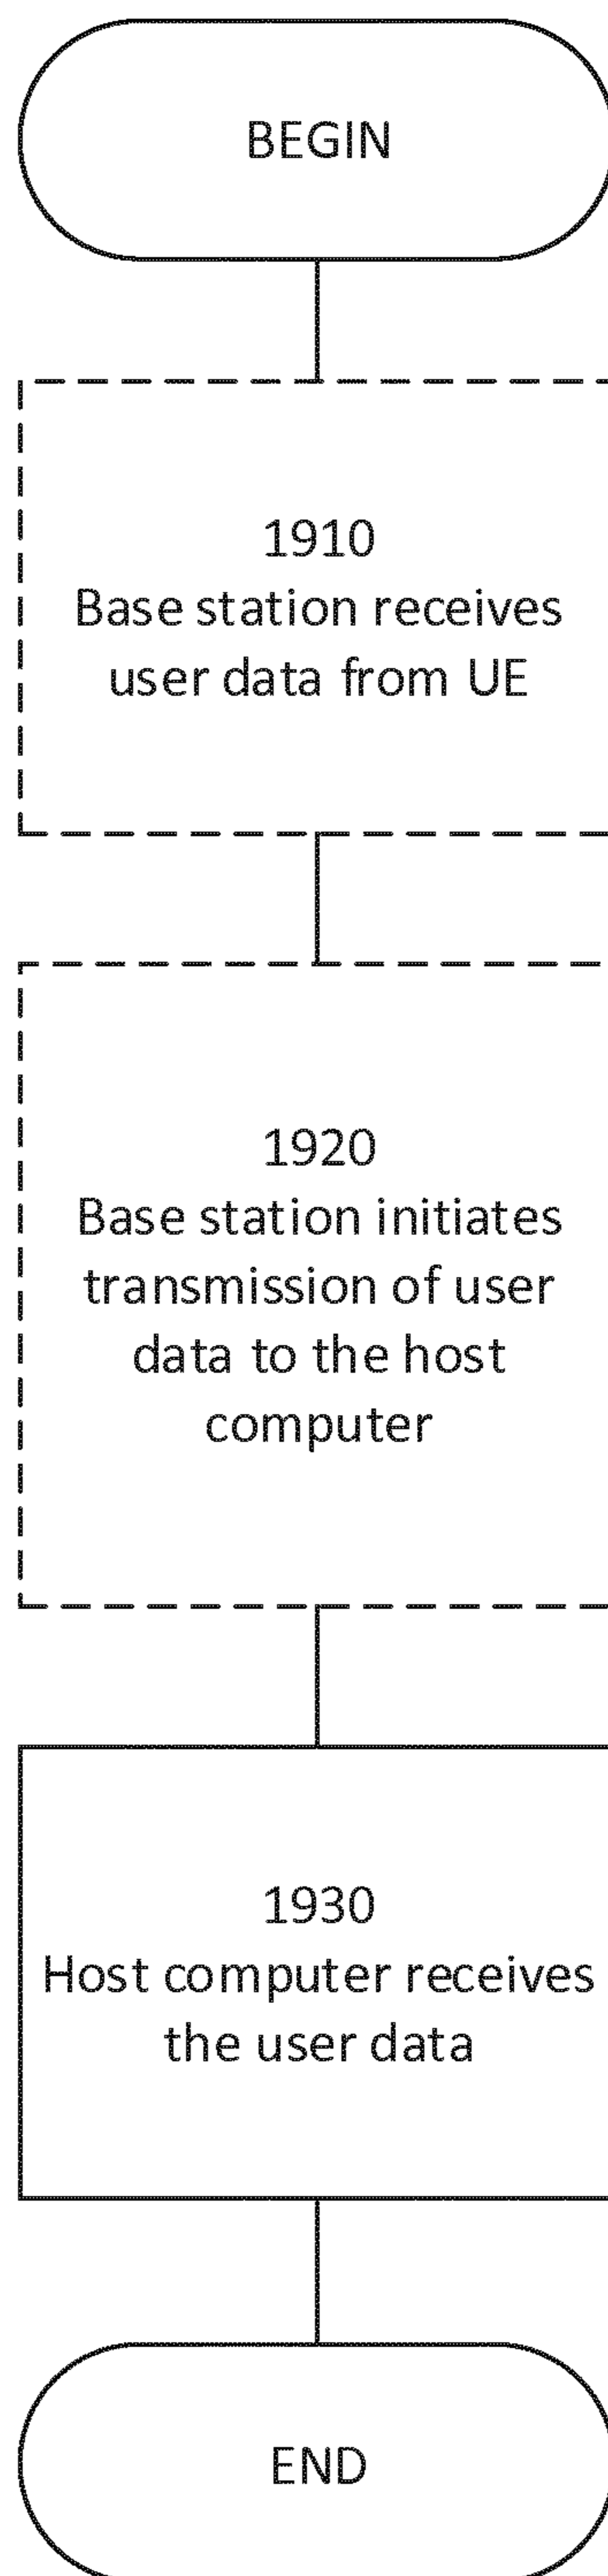 BEGIN
1910
Base station receives
user data from UE
1920
Base station initiates
transmission of user
data to the host
computer
1930
Host computer receives
the user data
END